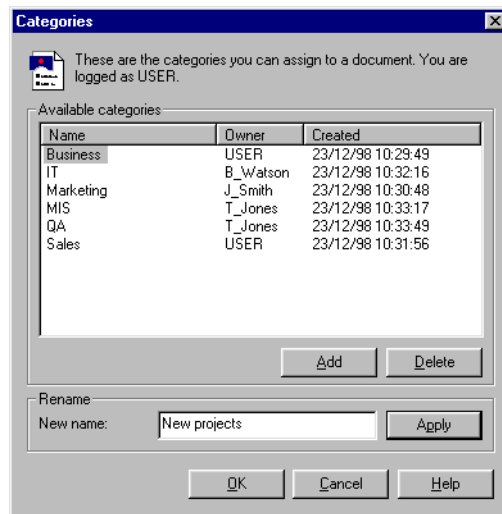 Categories
These are the categories you can assign to a document. You are
logged as USER.
Available categories
Name Owner Created
Business USER 23/12/98 10:29:49
IT B_Watson 23/12/98 10:32:16
Marketing J_Smith 23/12/98 10:30:48
MIS T_Jones 23/12/98 10:33:17
QA T_Jones 23/12/98 10:33:49
Sales USER 23/12/98 10:31:56
Add Delete
Rename
New name: New projects Apply
OK Cancel Help